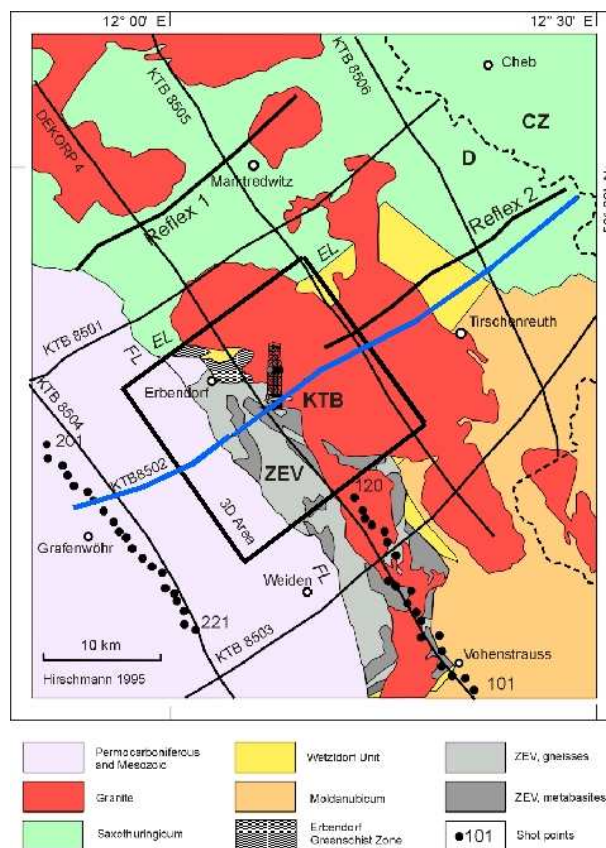 12° 00' E
12° 30' E
Cheb
KTB 8505
KTB 8506
CZ
DEKORP 4
D
Marktredwitz
Reflex 1
Reflex 2
EL
KTB 8501
Tirschenreuth
FL
EL
Erbendorf
KTB
KTB 8504
201
KTB8502
ZEV
120
3D Area
Grafenwöhr
FL
Weiden
221
KTB 8503
10 km
Vohenstrauss
Hirschmann 1995
101
Permocarboniferous
and Mesozoic
Wetzldorf Unit
ZEV, gneisses
Granite
Moldanubicum
ZEV, metabasites
Saxothuringicum
Erbendorf
Greenschist Zone
101
Shot points